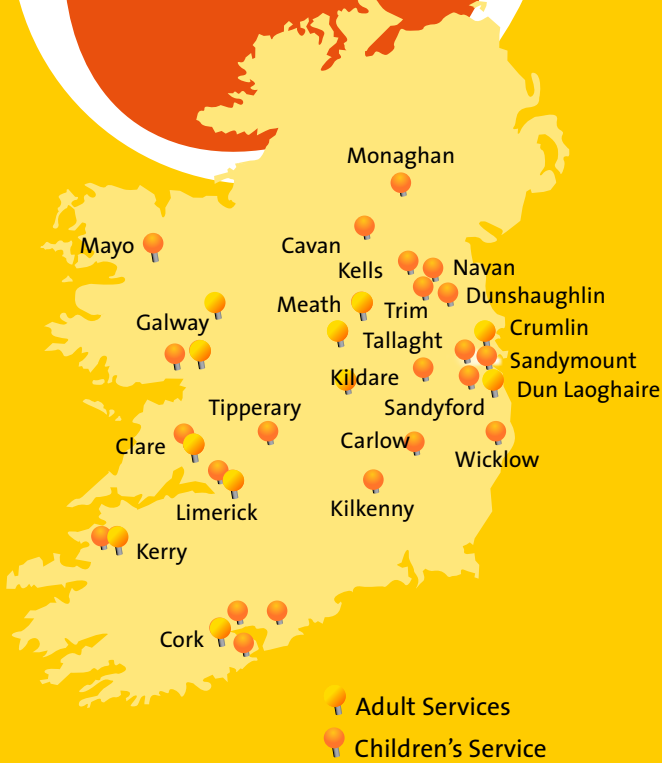 Monaghan
Mayo
Cavan
Kells
Navan
Meath
Trim
Dunshaughlin
Galway
Tallaght
Crumlin
Sandymount
Kildare
Dun Laoghaire
Tipperary
Sandyford
Clare
Carlow
Wicklow
Limerick
Kilkenny
Kerry
Cork
Adult Services
Children's Service